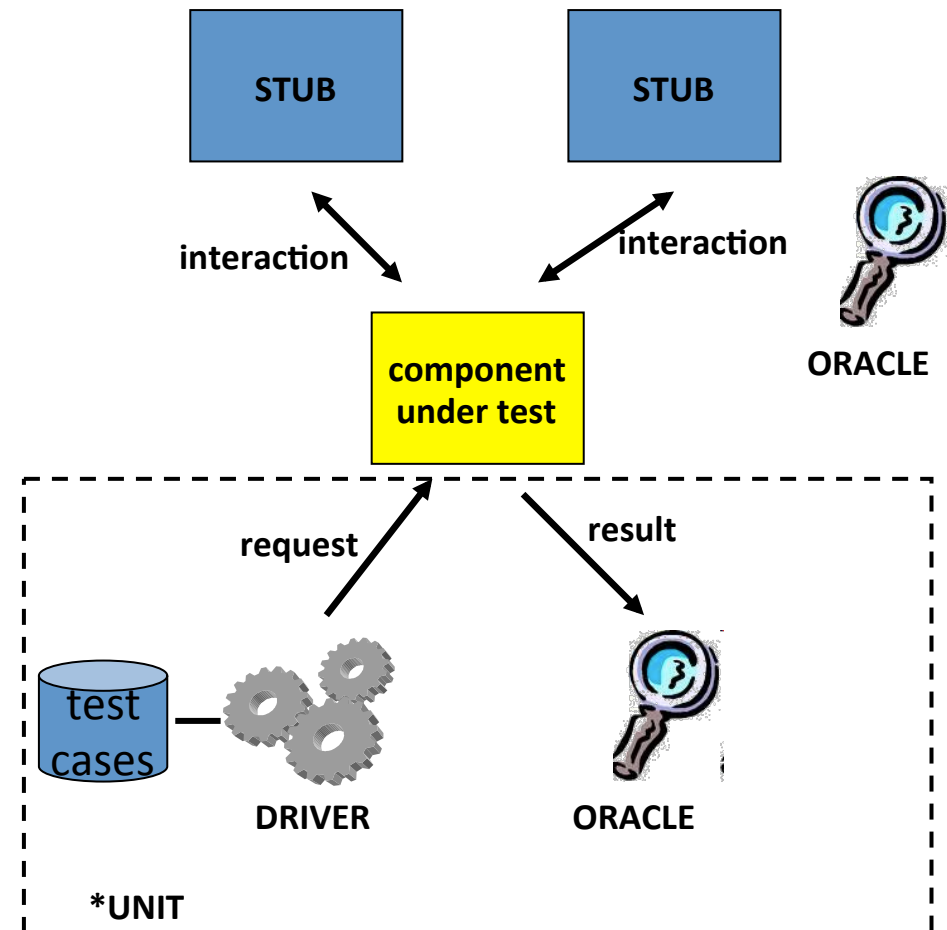 STUB
STUB
interaction
interaction
ORACLE
component
under test
request
result
test
cases
DRIVER
ORACLE
*UNIT